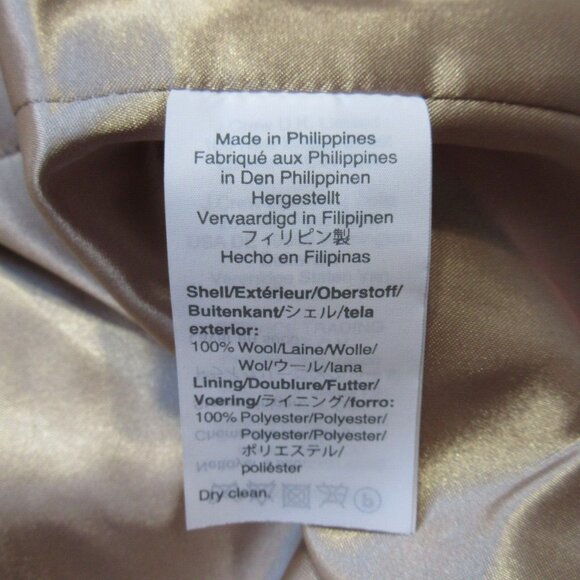 Made in Philippines
Fabriqué aux Philippines
in Den Philippinen
Hergestellt
Vervaardigd in Filipijnen
フィリピン製
Hecho en Filipinas
Shell/Extérieur/Oberstoff/
Buitenkant/シェル/tela
exterior:
100% Wool/Laine/Wolle/
Wol/ウール/lana
Lining/Doublure/Futter/
Voering/ライニング/forro:
100% Polyester/Polyester/
Polyester/Polyester/
ポリエステル/
poliéster
Dry clean.